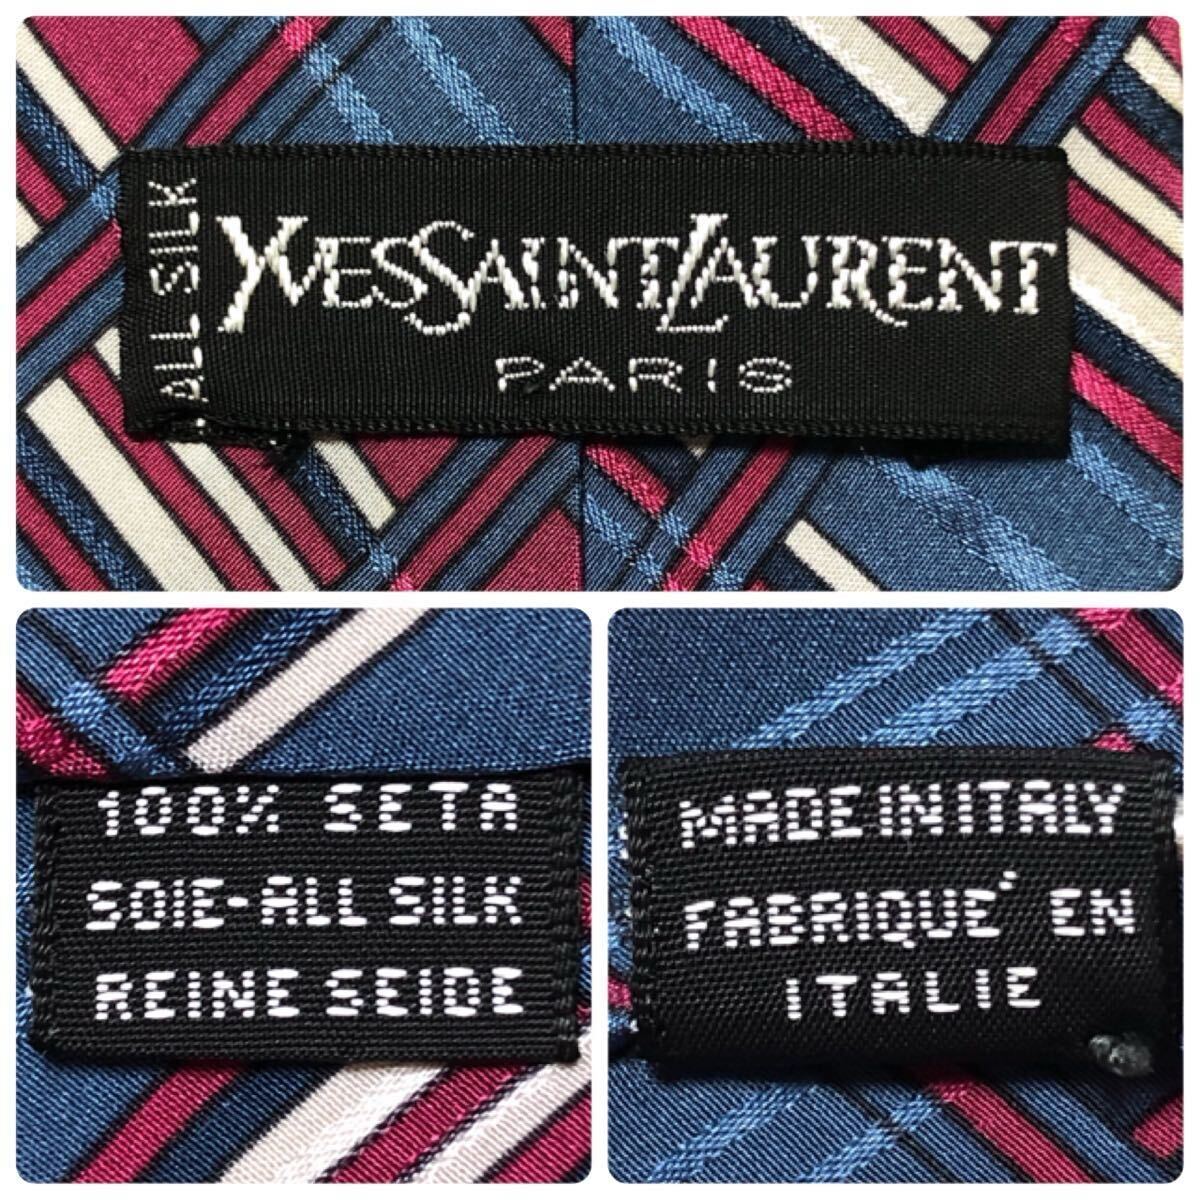 ALL SILK
YVESSAINTLAURENT
PARIS
100% SETA
SOIE-ALL SILK
REINE SEIDE
MADE IN ITALY
FABRIQUE' EN
ITALIE